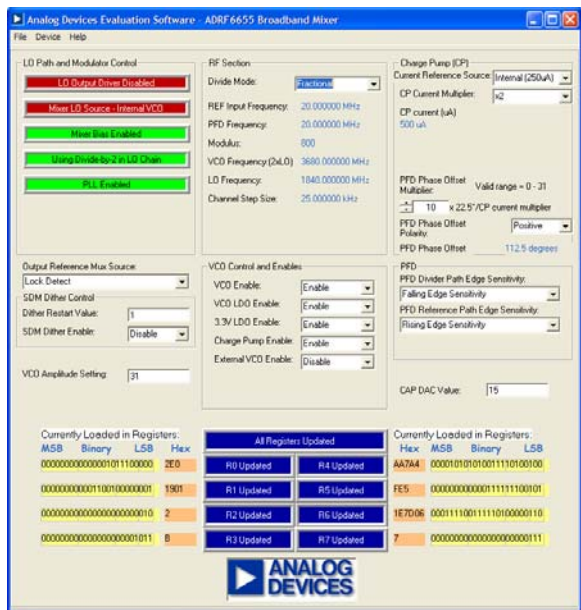 Analog Devices Evaluation Software - ADRF6655 Broadband Mixer
File Device Help
LO Path and Modulator Control
LO Output Driver Disabled
Mixer LO Source - Internal VCO
Mixer Bias Enabled
Using Divide-by-2 in LO Chain
PLL Enabled
RF Section
Divide Mode: Fractional
REF Input Frequency: 20.000000 MHz
PFD Frequency: 20.000000 MHz
Modulus: 800
VCO Frequency (2xLO) 3680.000000 MHz
LO Frequency: 1840.000000 MHz
Channel Step Size: 25.000000 kHz
Charge Pump (CP)
Current Reference Source: Internal (250uA)
CP Current Multiplier: x2
CP current (uA)
500 uA
PFD Phase Offset
Multiplier: Valid range = 0 - 31
10 x 22.5°/CP current multiplier
PFD Phase Offset
Polarity: Positive
PFD Phase Offset 112.5 degrees
Output Reference Mux Source:
Lock Detect
SDM Dither Control
Dither Restart Value: 1
SDM Dither Enable: Disable
VCO Amplitude Setting: 31
VCO Control and Enables
VCO Enable: Enable
VCO LDO Enable: Enable
3.3V LDO Enable: Enable
Charge Pump Enable: Enable
External VCO Enable: Disable
PFD
PFD Divider Path Edge Sensitivity:
Falling Edge Sensitivity
PFD Reference Path Edge Sensitivity:
Rising Edge Sensitivity
CAP DAC Value: 15
Currently Loaded in Registers:
MSB Binary LSB Hex
000000000000001011100000 2E0
000000000001100100000001 1901
000000000000000000000010 2
000000000000000000001011 B
All Registers Updated
R0 Updated R4 Updated
R1 Updated R5 Updated
R2 Updated R6 Updated
R3 Updated R7 Updated
Currently Loaded in Registers:
Hex MSB Binary LSB
AA7A4 000010101010011110100100
FE5 000000000000111111100101
1E7D06 000111100111110100000110
7 000000000000000000000111
ANALOG
DEVICES